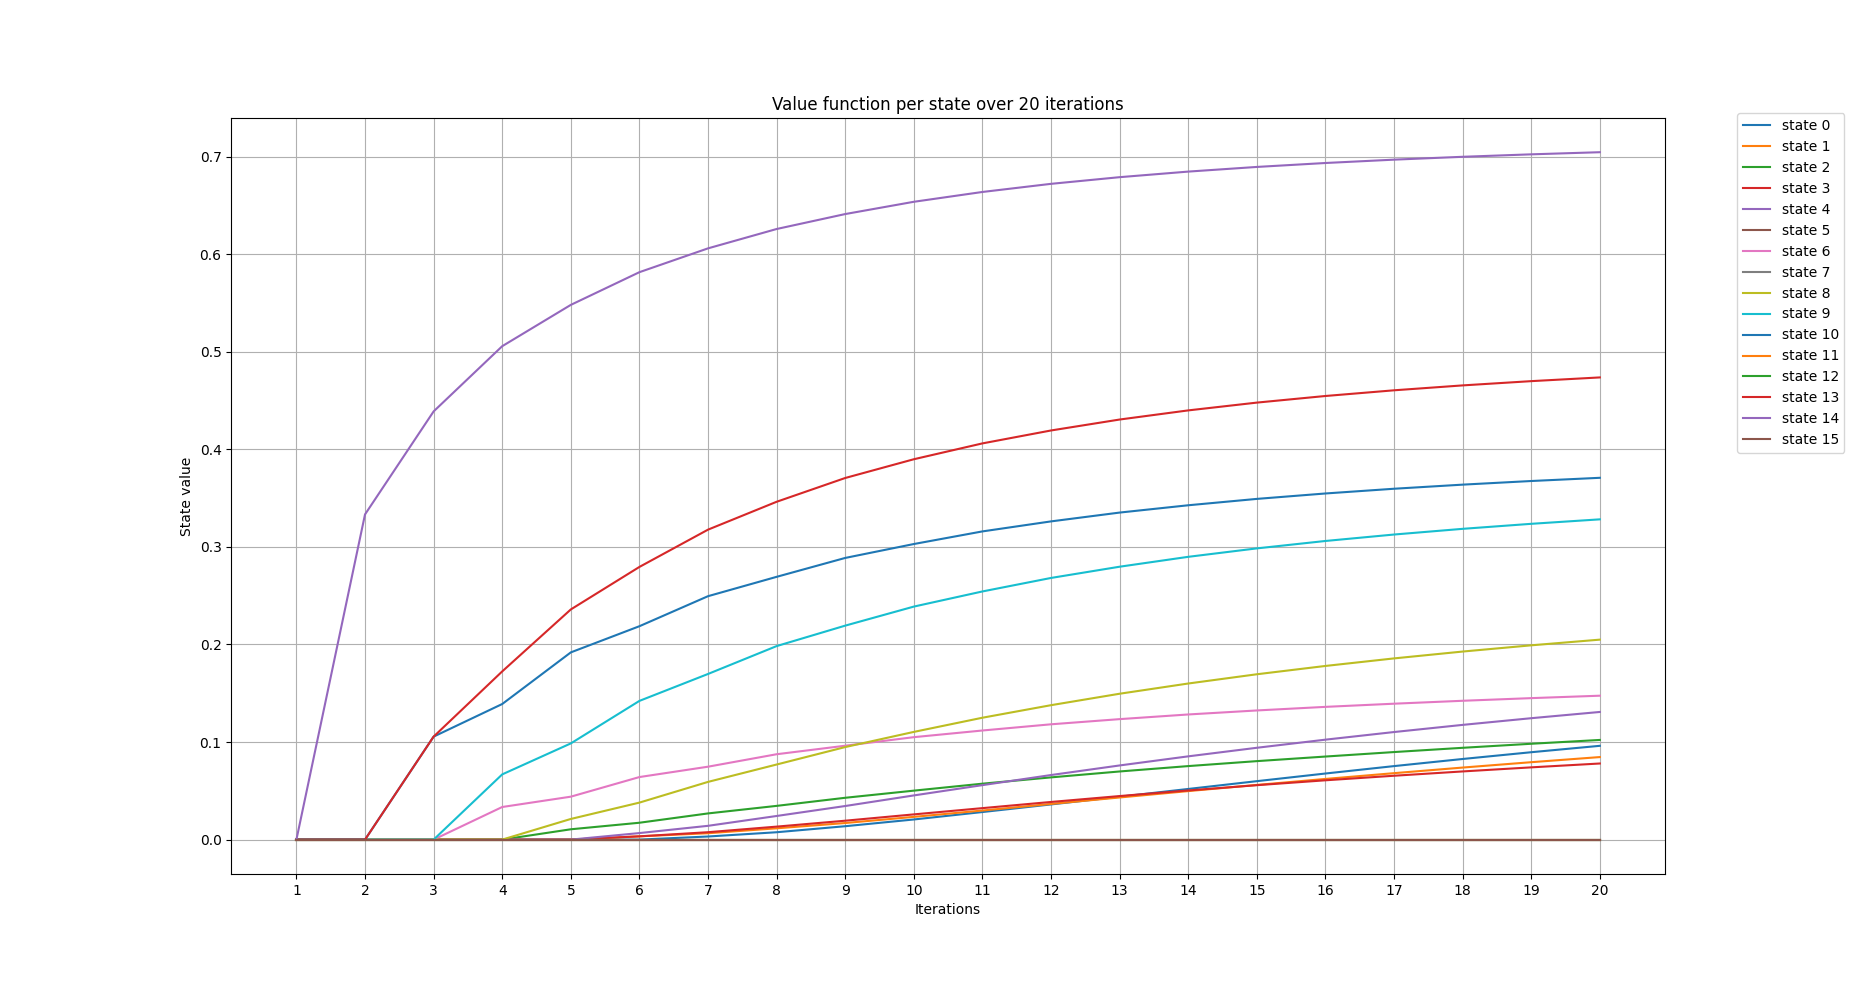 Value function per state over 20 iterations
0.7
0.6
0.5
0.4
0.3
0.2
0.1
0.0
State value
1 2 3 4 5 6 7 8 9 10 11 12 13 14 15 16 17 18 19 20
Iterations
state 0
state 1
state 2
state 3
state 4
state 5
state 6
state 7
state 8
state 9
state 10
state 11
state 12
state 13
state 14
state 15